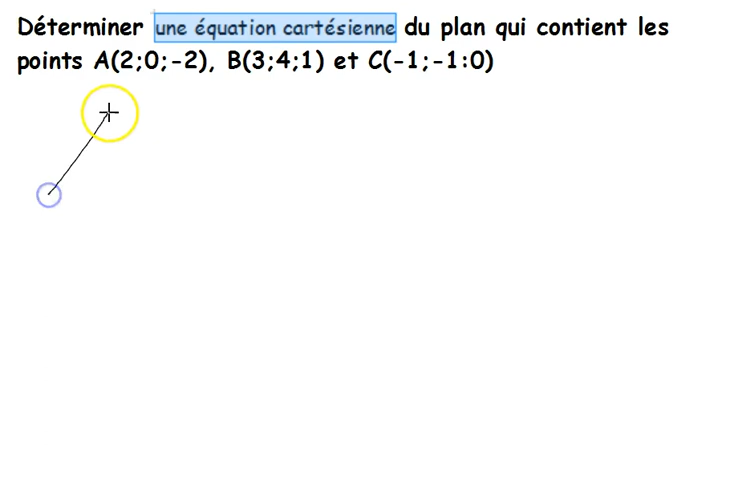 Déterminer une équation cartésienne du plan qui contient les
points A(2;0;-2), B(3;4;1) et C(-1;-1:0)